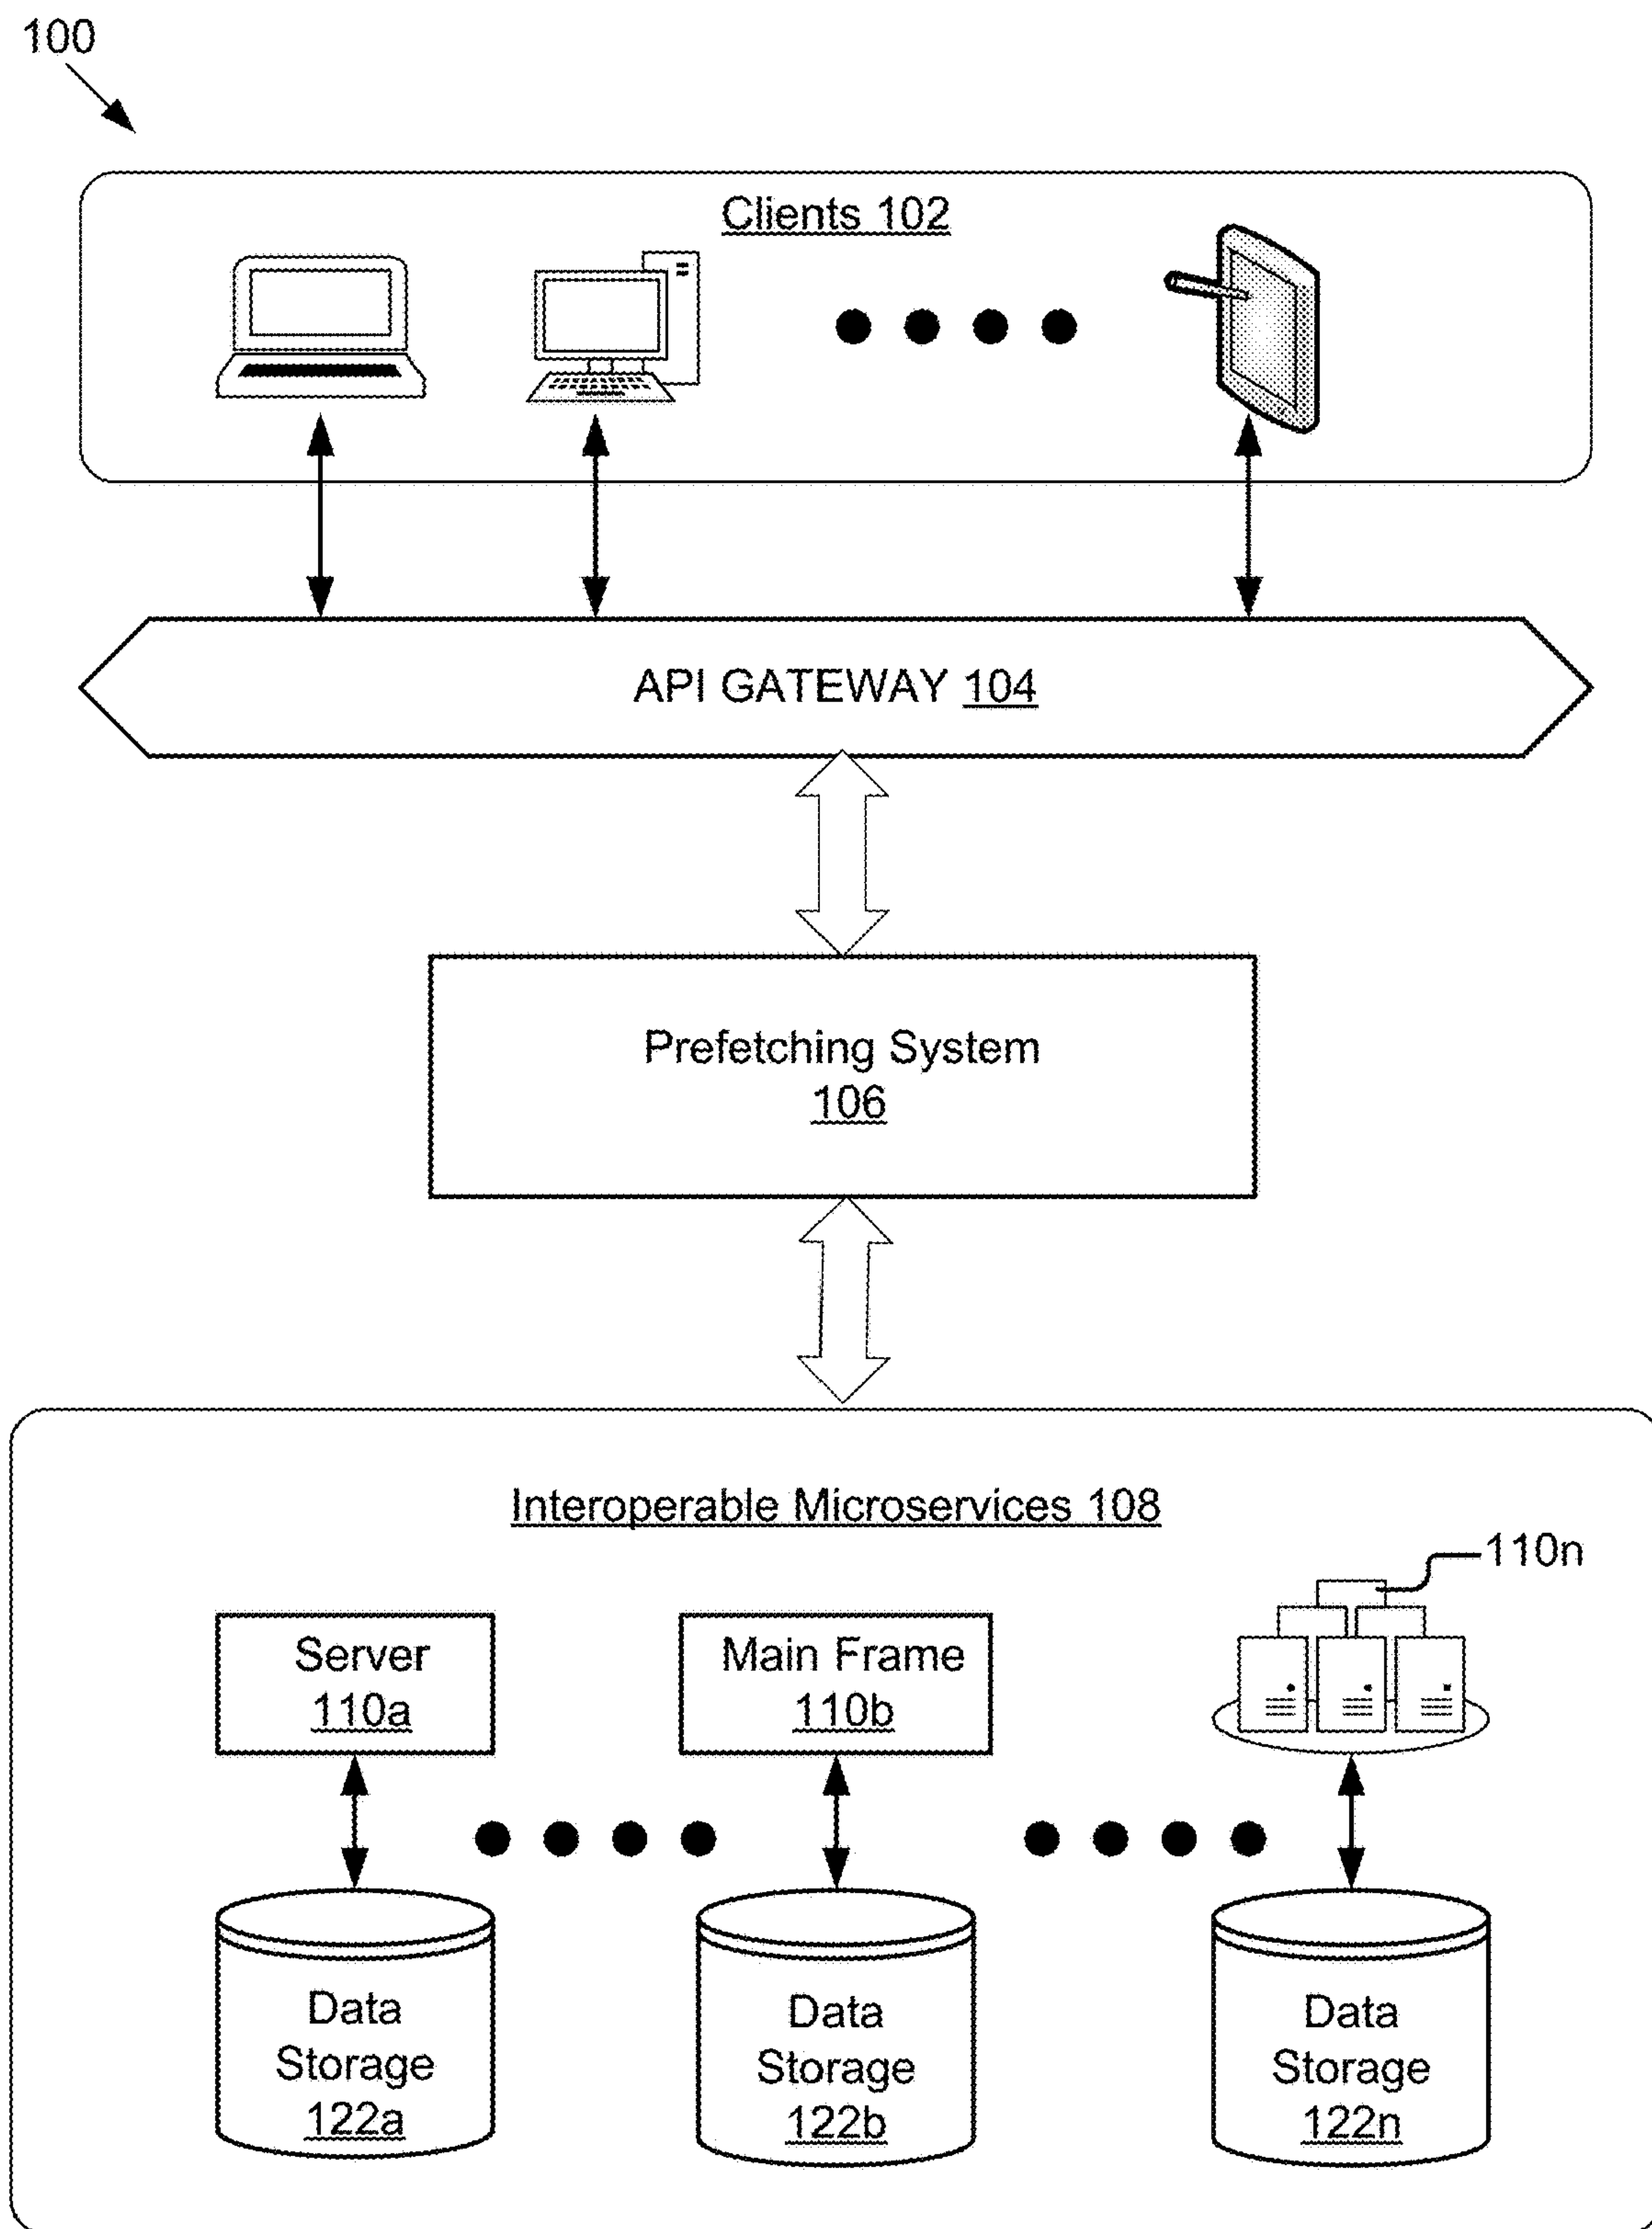 100
Clients 102
API GATEWAY 104
Prefetching System
106
Interoperable Microservices 108
110n
Server
110a
Main Frame
110b
Data
Storage
122a
Data
Storage
122b
Data
Storage
122n